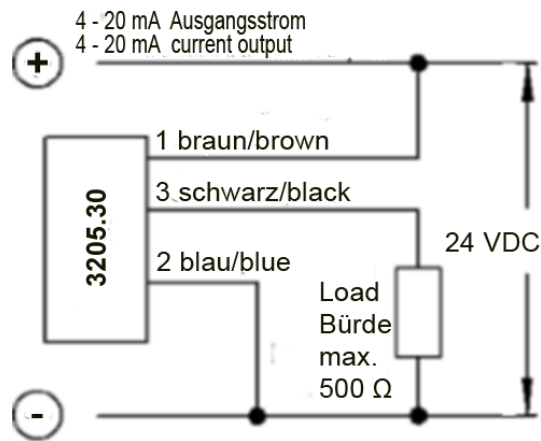 4 - 20 mA Ausgangsstrom
4 - 20 mA current output
+
1 braun/brown
3 schwarz/black
3205.30
24 VDC
2 blau/blue
Load
Bürde
max.
500 Ω
-